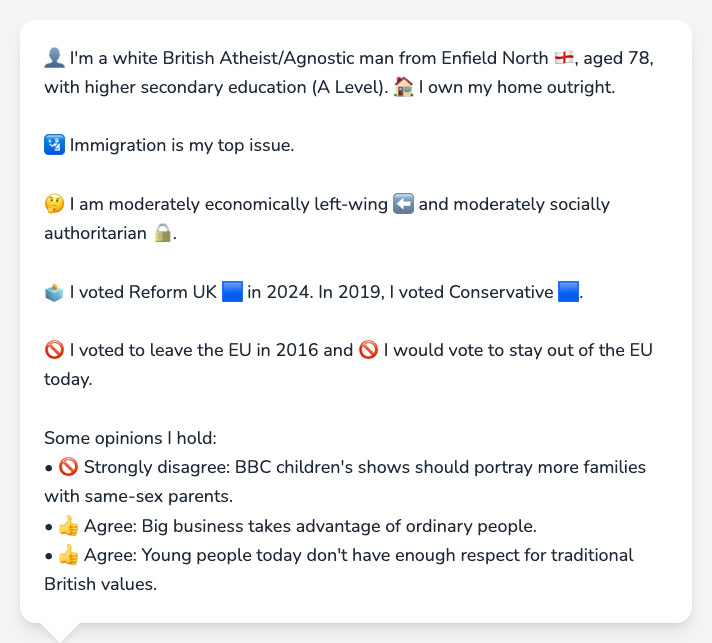 👤 I'm a white British Atheist/Agnostic man from Enfield North 🏴󠁧󠁢󠁥󠁮󠁧󠁿, aged 78,
with higher secondary education (A Level). 🏠 I own my home outright.
🛂 Immigration is my top issue.
🤔 I am moderately economically left-wing ⬅️ and moderately socially
authoritarian 🔒.
🗳️ I voted Reform UK 🟦 in 2024. In 2019, I voted Conservative 🟦.
🚫 I voted to leave the EU in 2016 and 🚫 I would vote to stay out of the EU
today.
Some opinions I hold:
• 🚫 Strongly disagree: BBC children's shows should portray more families
with same-sex parents.
• 👍 Agree: Big business takes advantage of ordinary people.
• 👍 Agree: Young people today don't have enough respect for traditional
British values.